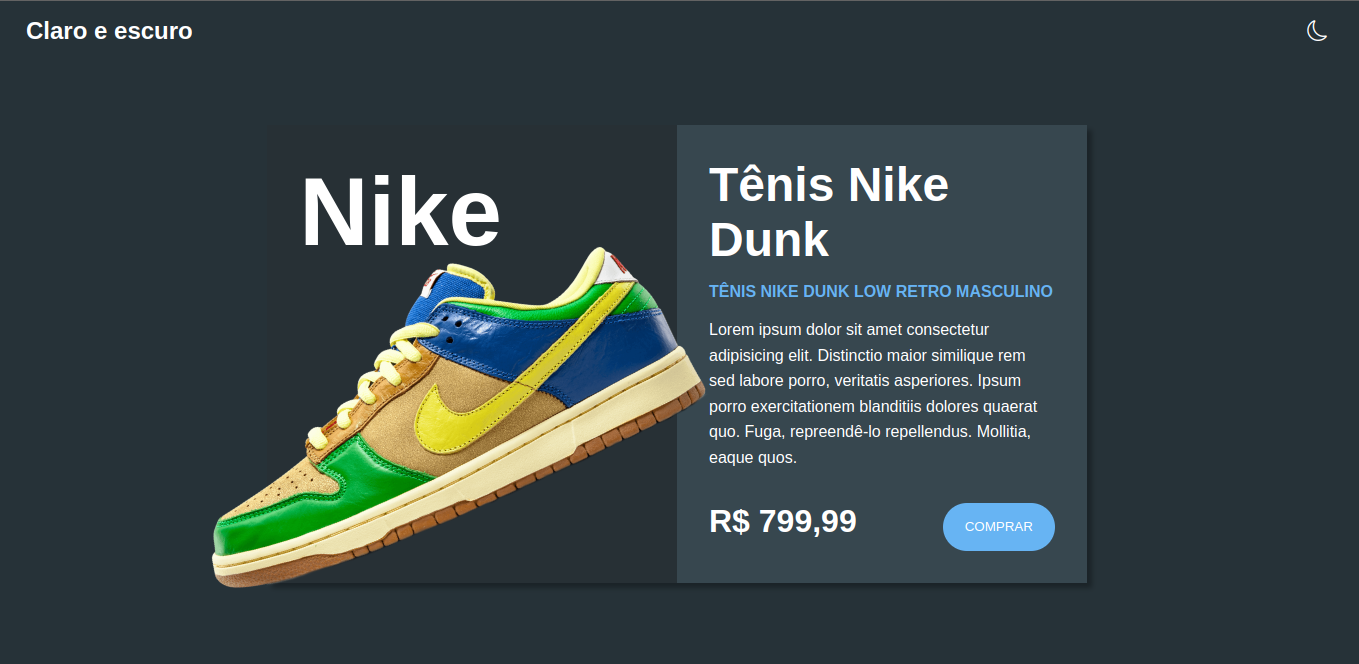 Claro e escuro
Nike
Tênis Nike
Dunk
TÊNIS NIKE DUNK LOW RETRO MASCULINO
Lorem ipsum dolor sit amet consectetur
adipisicing elit. Distinctio maior similique rem
sed labore porro, veritatis asperiores. Ipsum
porro exercitationem blanditiis dolores quaerat
quo. Fuga, repreendê-lo repellendus. Mollitia,
eaque quos.
R$ 799,99
COMPRAR